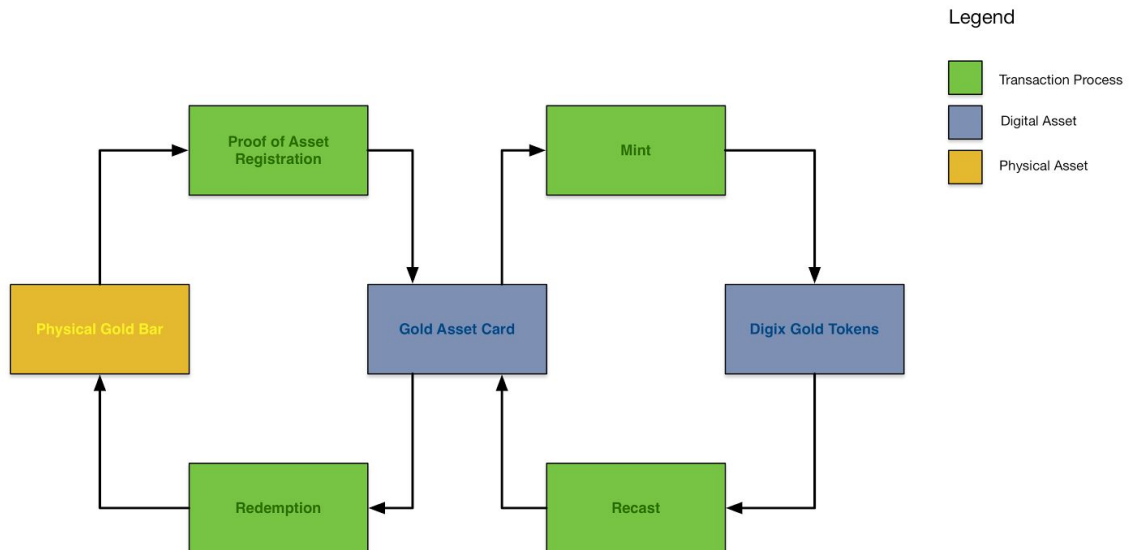 Legend
Transaction Process
Digital Asset
Physical Asset
Proof of Asset
Registration
Mint
Physical Gold Bar
Gold Asset Card
Digix Gold Tokens
Redemption
Recast